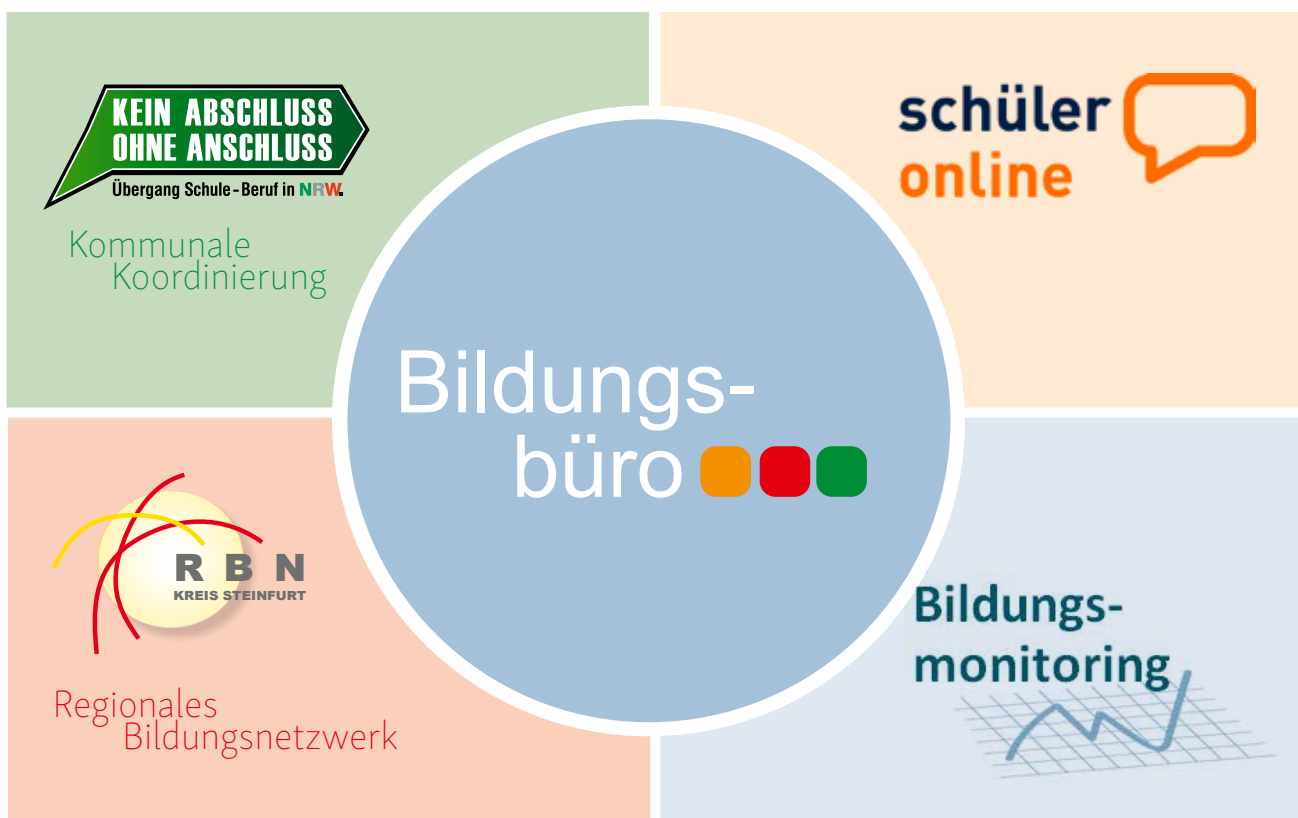 KEIN ABSCHLUSS
OHNE ANSCHLUSS
Übergang Schule-Beruf in NRW.
Kommunale
Koordinierung
schüler
online
Bildungs-
büro
R B N
KREIS STEINFURT
Regionales
Bildungsnetzwerk
Bildungs-
monitoring